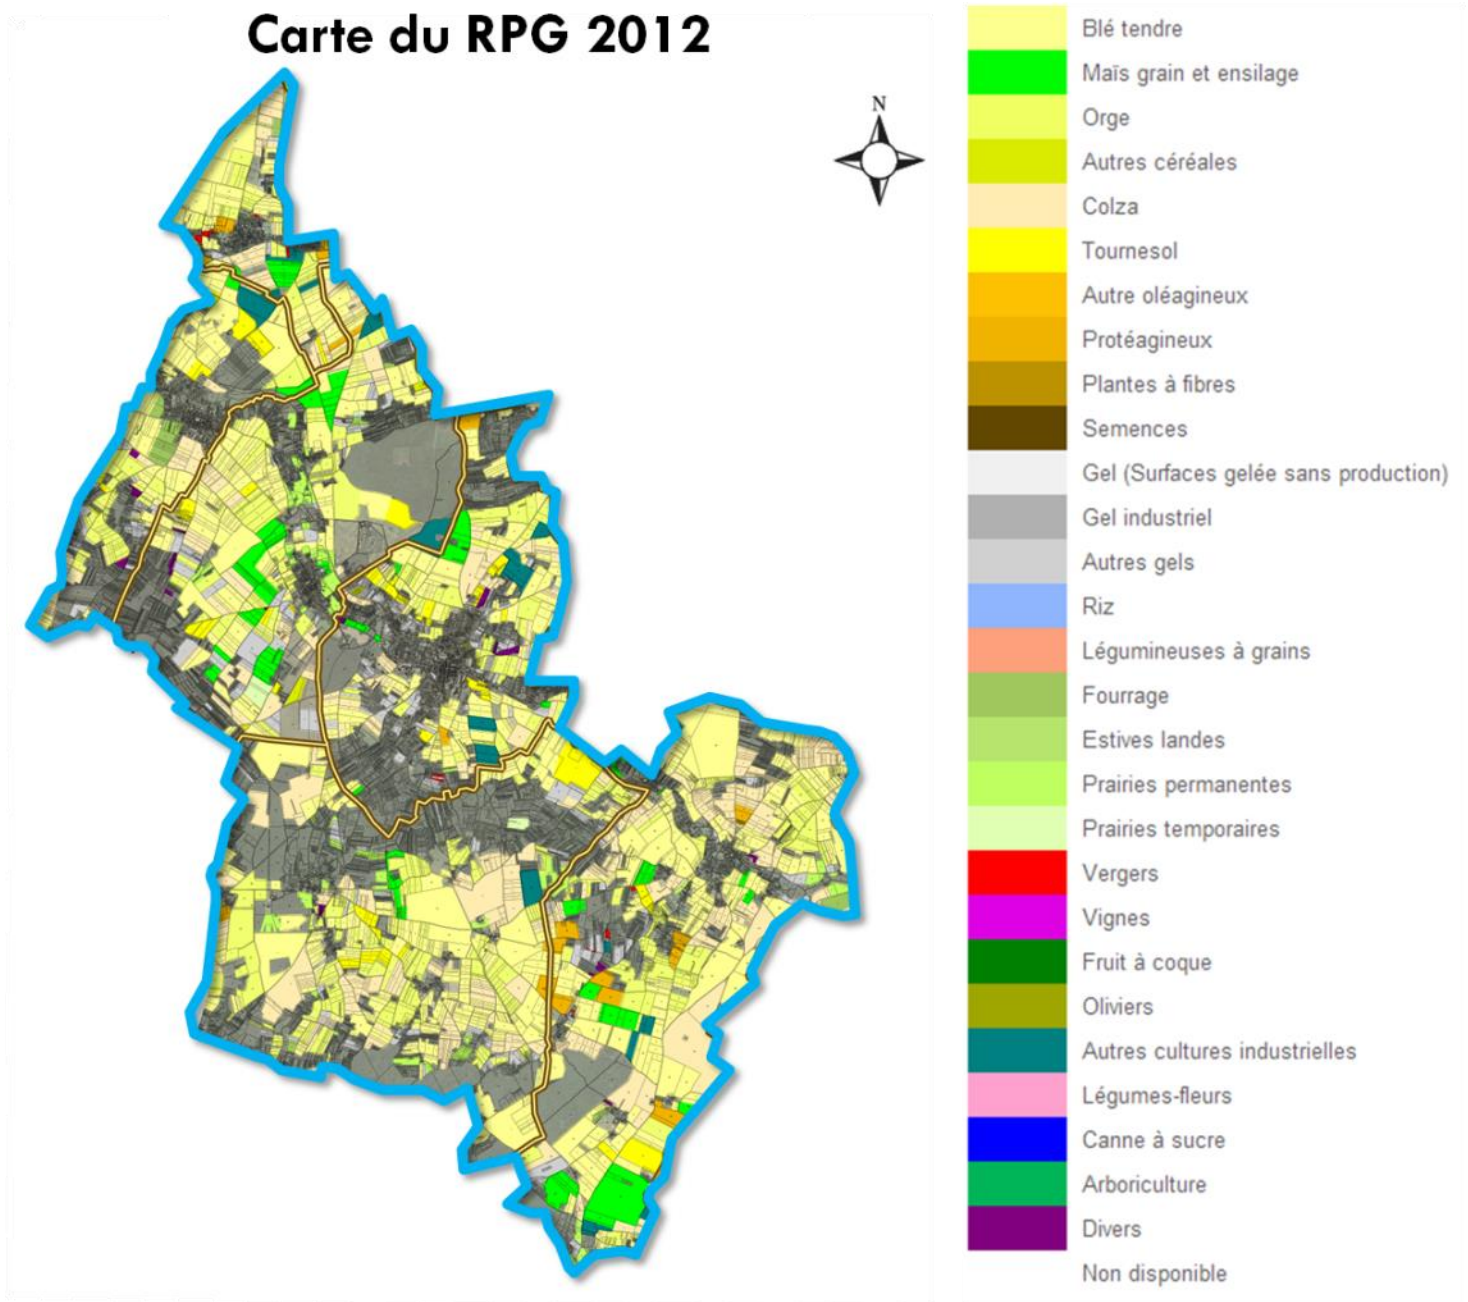 Carte du RPG 2012
N
Blé tendre
Maïs grain et ensilage
Orge
Autres céréales
Colza
Tournesol
Autre oléagineux
Protéagineux
Plantes à fibres
Semences
Gel (Surfaces gelée sans production)
Gel industriel
Autres gels
Riz
Légumineuses à grains
Fourrage
Estives landes
Prairies permanentes
Prairies temporaires
Vergers
Vignes
Fruit à coque
Oliviers
Autres cultures industrielles
Légumes-fleurs
Canne à sucre
Arboriculture
Divers
Non disponible